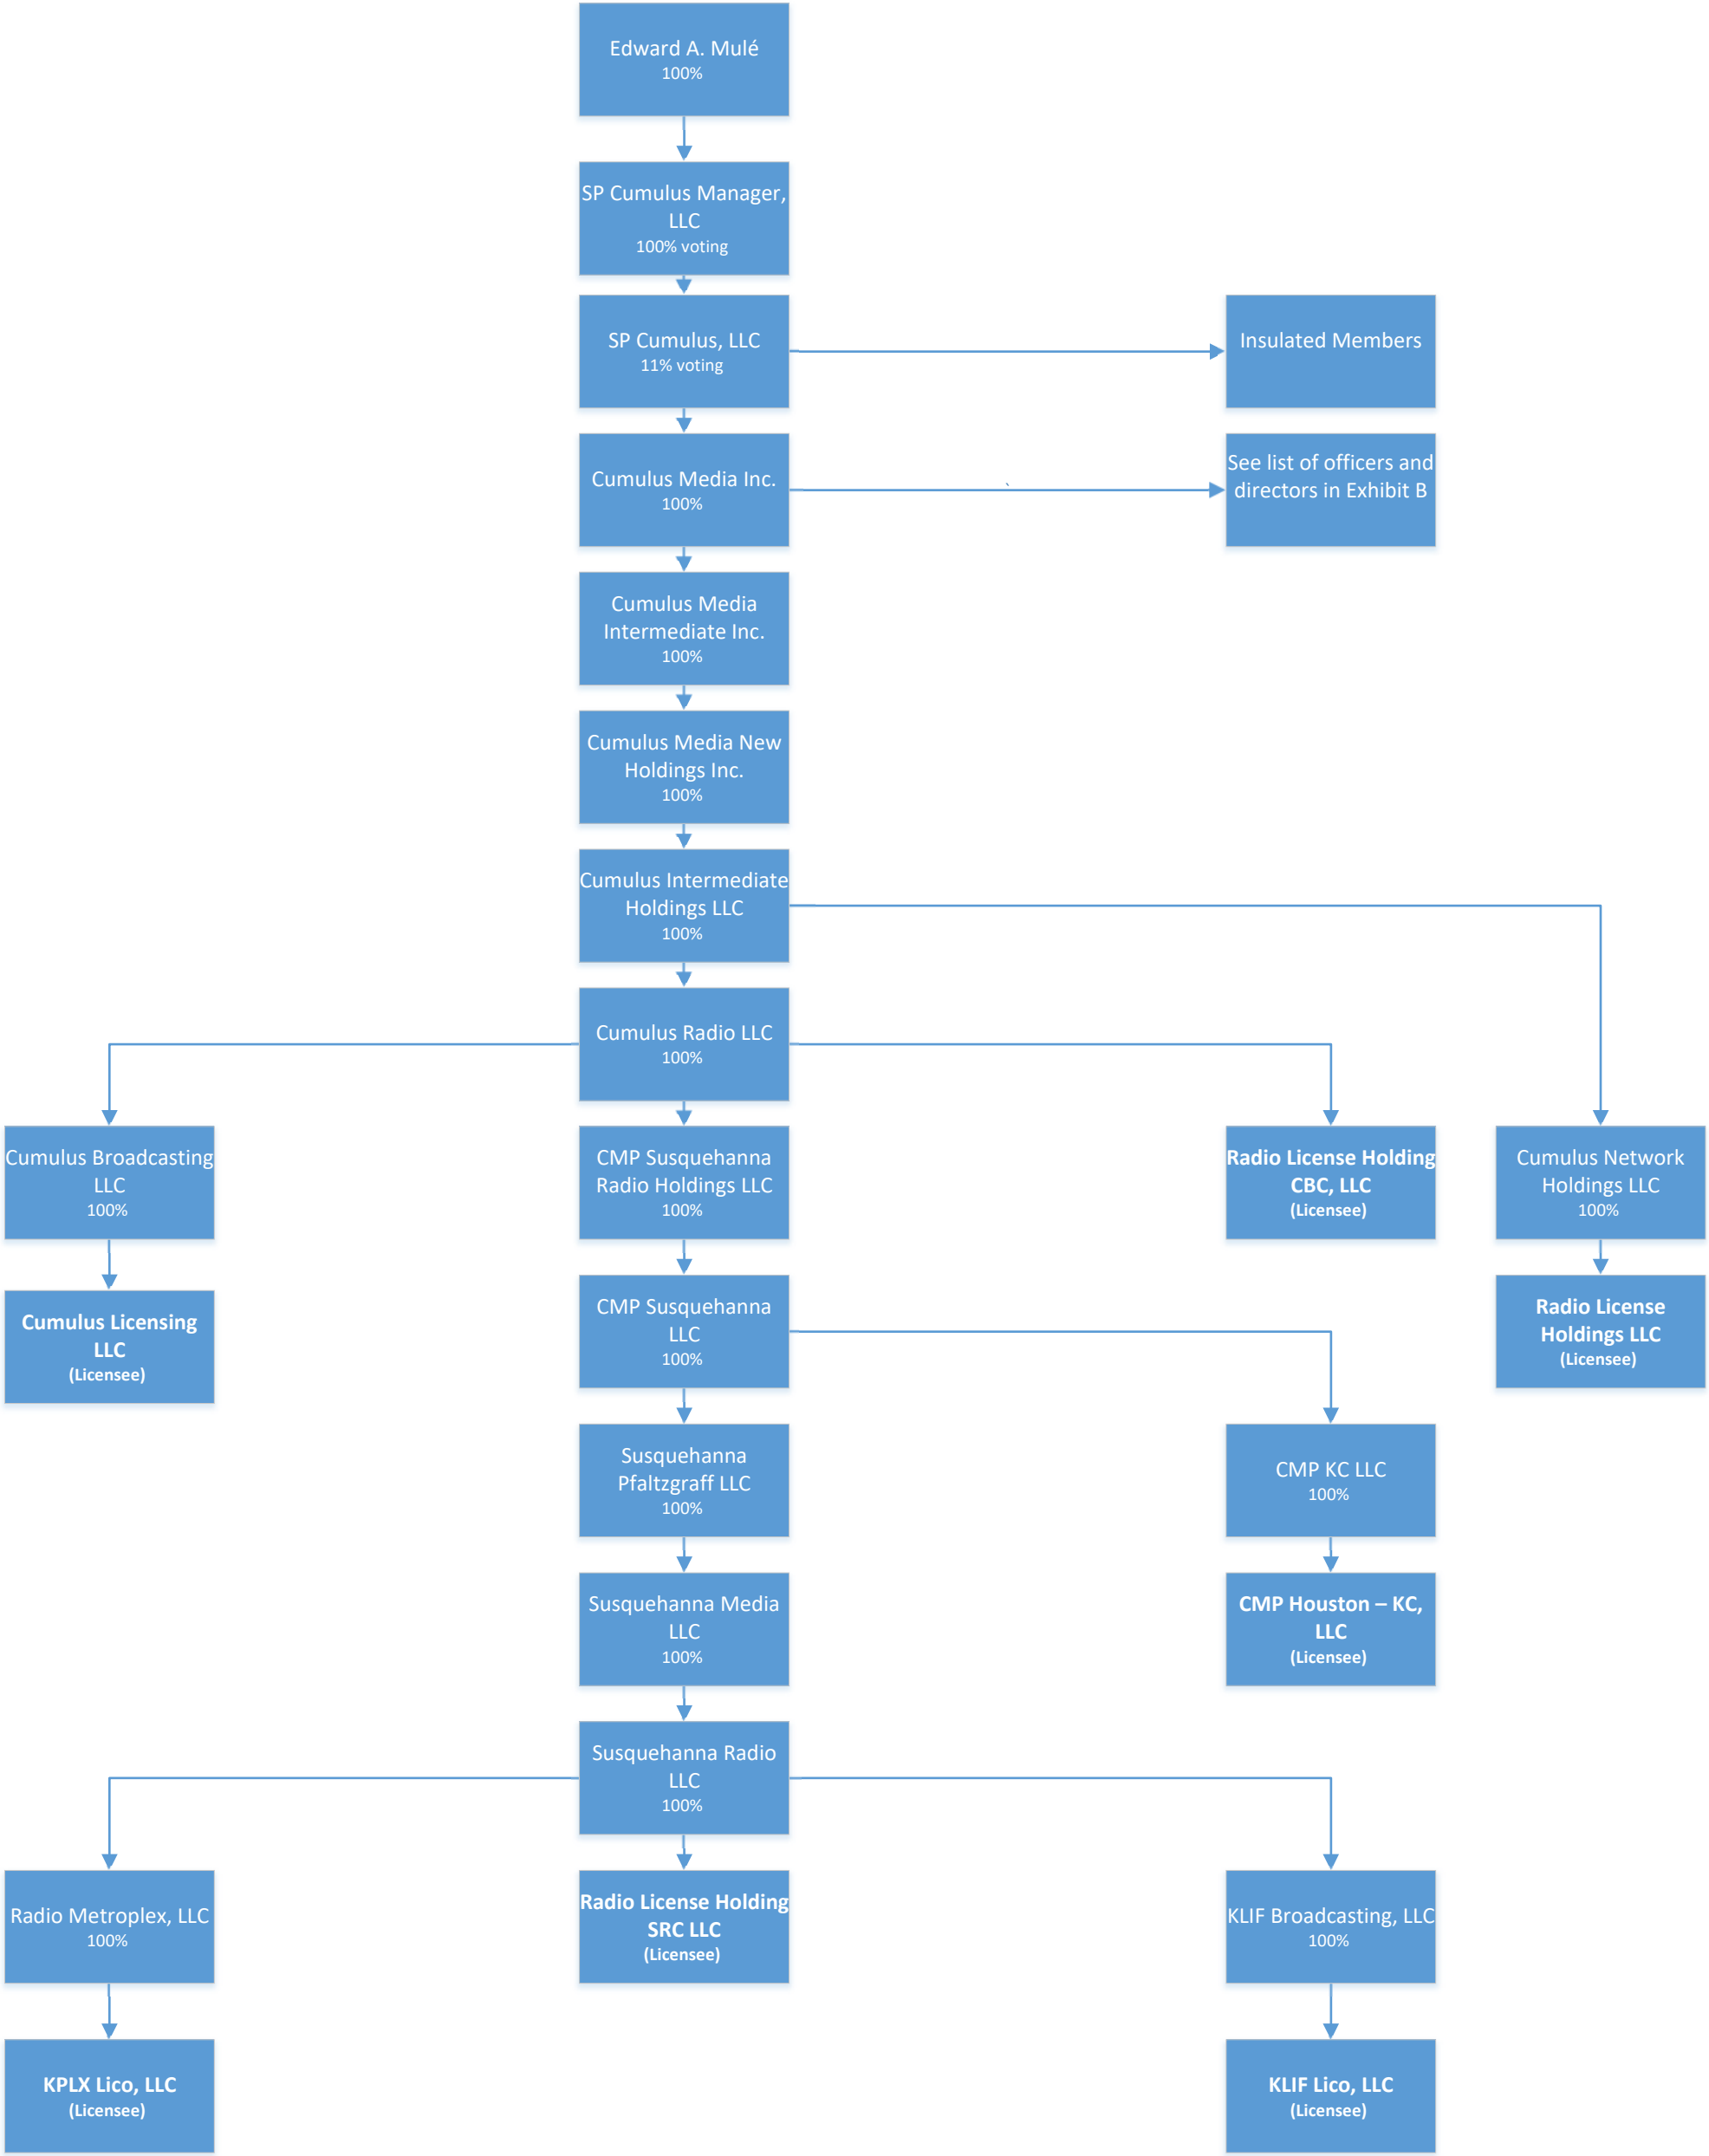 Edward A. Mulé
100%
SP Cumulus Manager,
LLC
100% voting
SP Cumulus, LLC
11% voting
Insulated Members
Cumulus Media Inc.
100%
See list of officers and
directors in Exhibit B
Cumulus Media
Intermediate Inc.
100%
Cumulus Media New
Holdings Inc.
100%
Cumulus Intermediate
Holdings LLC
100%
Cumulus Radio LLC
100%
Cumulus Broadcasting
LLC
100%
CMP Susquehanna
Radio Holdings LLC
100%
Radio License Holding
CBC, LLC
(Licensee)
Cumulus Network
Holdings LLC
100%
Cumulus Licensing
LLC
(Licensee)
CMP Susquehanna
LLC
100%
Radio License
Holdings LLC
(Licensee)
Susquehanna
Pfaltzgraff LLC
100%
CMP KC LLC
100%
Susquehanna Media
LLC
100%
CMP Houston – KC,
LLC
(Licensee)
Susquehanna Radio
LLC
100%
Radio Metroplex, LLC
100%
Radio License Holding
SRC LLC
(Licensee)
KLIF Broadcasting, LLC
100%
KPLX Lico, LLC
(Licensee)
KLIF Lico, LLC
(Licensee)